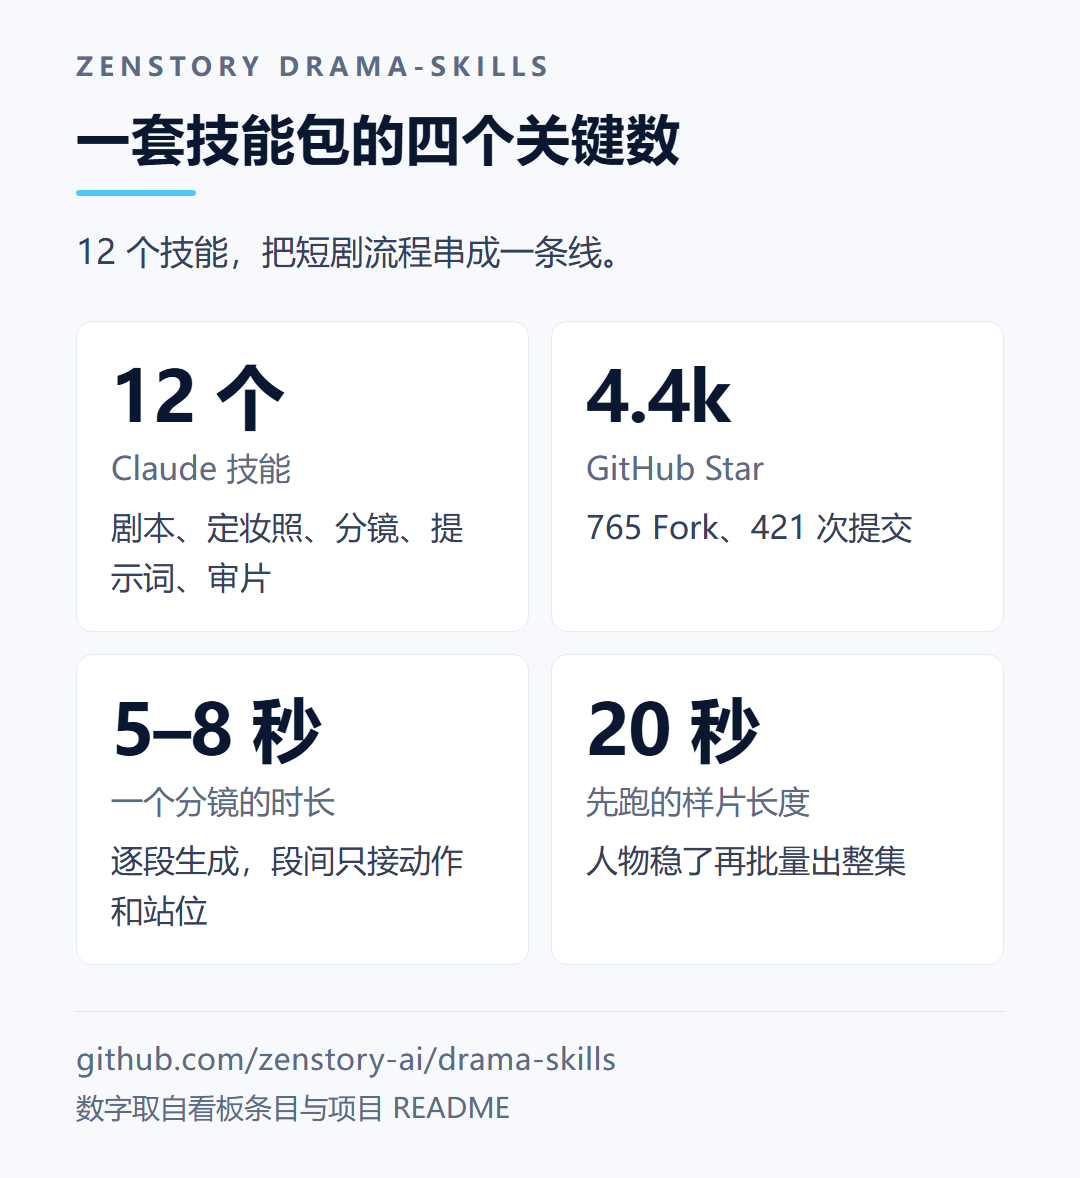 ZENSTORY DRAMA-SKILLS
一套技能包的四个关键数
12 个技能，把短剧流程串成一条线。
12 个
Claude 技能
剧本、定妆照、分镜、提
示词、审片
4.4k
GitHub Star
765 Fork、421 次提交
5–8 秒
一个分镜的时长
逐段生成，段间只接动作
和站位
20 秒
先跑的样片长度
人物稳了再批量出整集
github.com/zenstory-ai/drama-skills
数字取自看板条目与项目 README